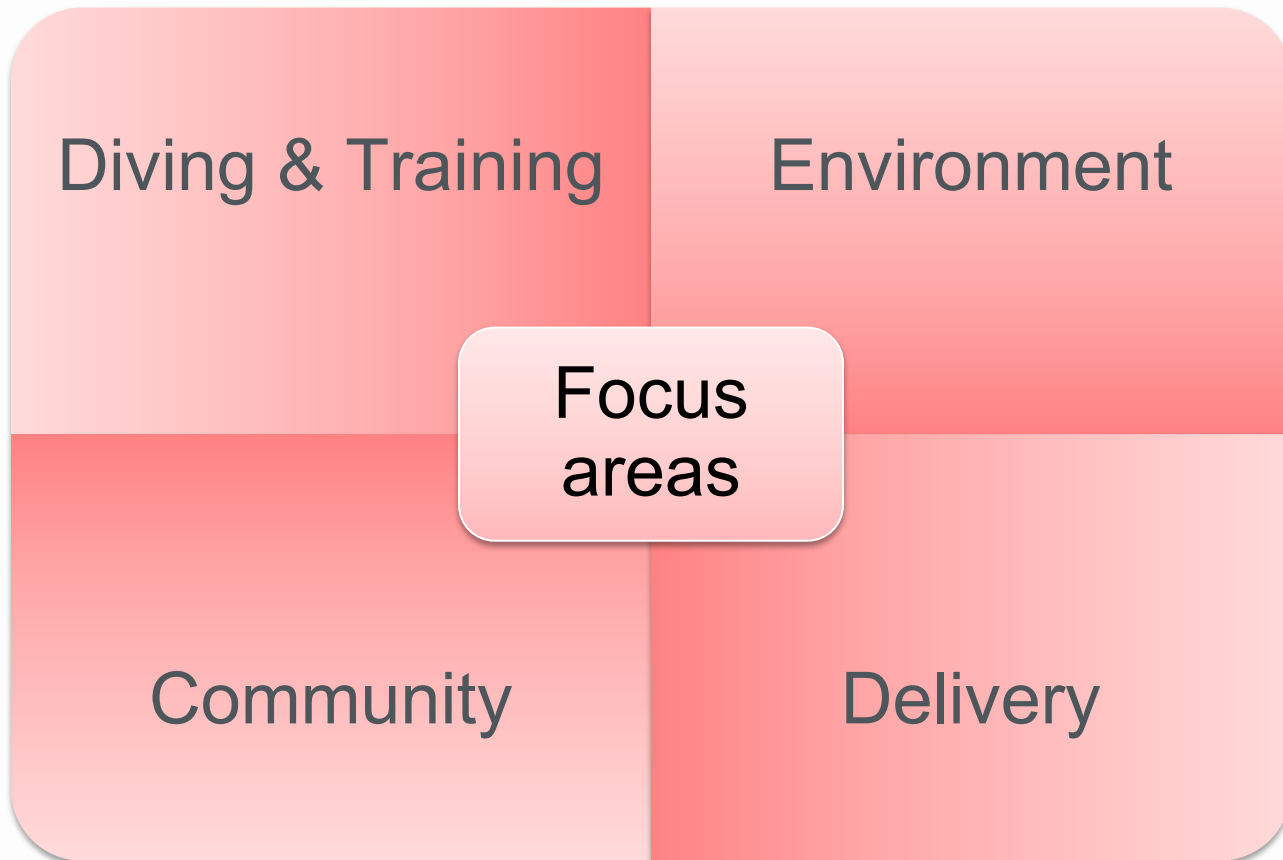 Diving & Training
Environment
Focus
areas
Community
Delivery